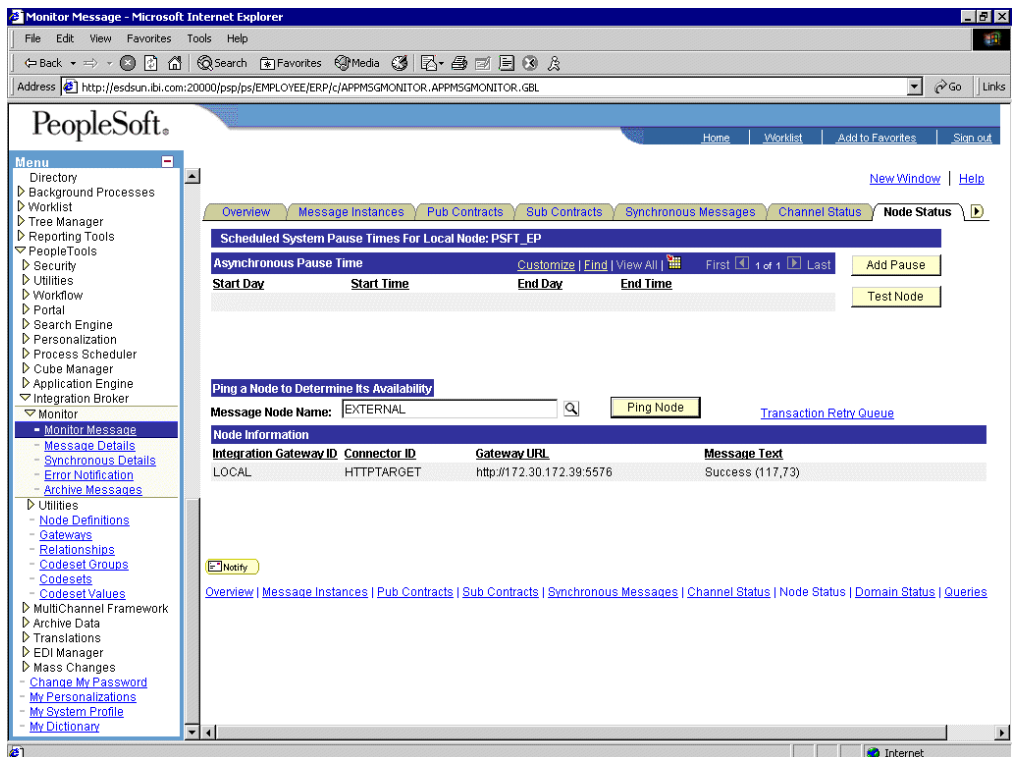 Monitor Message - Microsoft Internet Explorer
File Edit View Favorites Tools Help
Back Search Favorites Media
Address http://esdsun.ibi.com:20000/psp/ps/EMPLOYEE/ERP/c/APPMSGMONITOR.APPMSGMONITOR.GBL Go Links
PeopleSoft.
Home Worklist Add to Favorites Sign out
Menu
Directory
Background Processes
Worklist
Tree Manager
Reporting Tools
PeopleTools
Security
Utilities
Workflow
Portal
Search Engine
Personalization
Process Scheduler
Cube Manager
Application Engine
Integration Broker
Monitor
- Monitor Message
- Message Details
- Synchronous Details
- Error Notification
- Archive Messages
Utilities
- Node Definitions
- Gateways
- Relationships
- Codeset Groups
- Codesets
- Codeset Values
MultiChannel Framework
Archive Data
Translations
EDI Manager
Mass Changes
- Change My Password
- My Personalizations
- My System Profile
- My Dictionary
New Window | Help
Overview Message Instances Pub Contracts Sub Contracts Synchronous Messages Channel Status Node Status
Scheduled System Pause Times For Local Node: PSFT_EP
Asynchronous Pause Time Customize | Find | View All | First 1 of 1 Last Add Pause
Start Day Start Time End Day End Time
Test Node
Ping a Node to Determine Its Availability
Message Node Name: EXTERNAL Ping Node Transaction Retry Queue
Node Information
Integration Gateway ID Connector ID Gateway URL Message Text
LOCAL HTTPTARGET http://172.30.172.39:5576 Success (117,73)
Notify
Overview | Message Instances | Pub Contracts | Sub Contracts | Synchronous Messages | Channel Status | Node Status | Domain Status | Queries
Internet